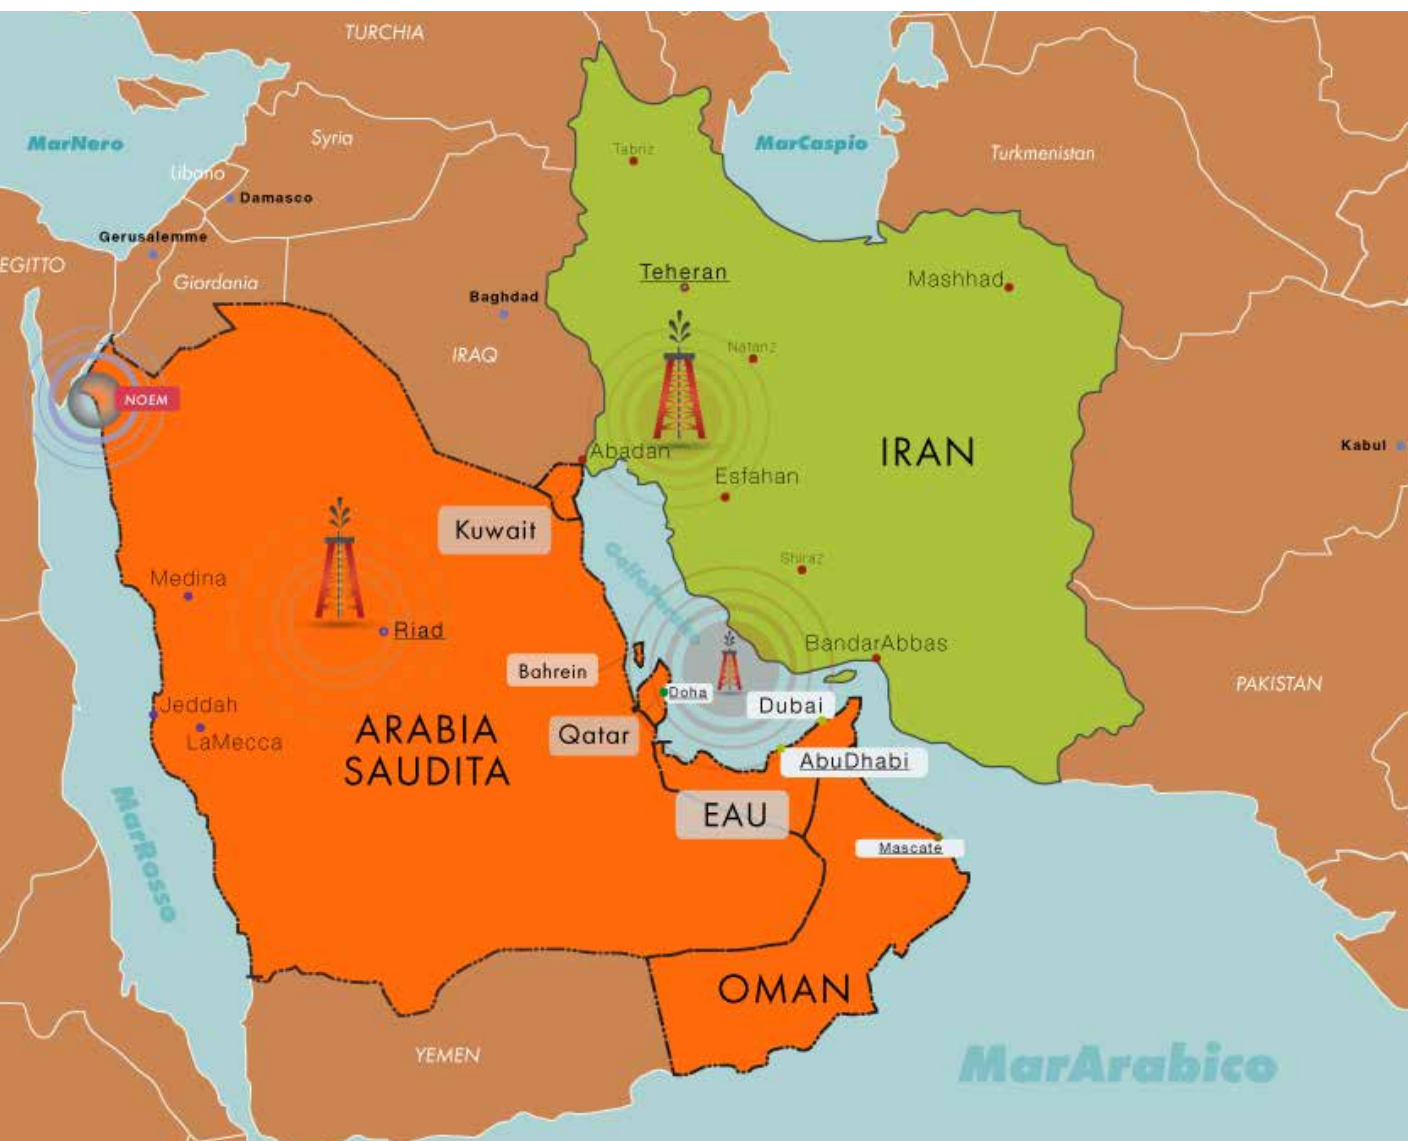 TURCHIA
MarNero
Syria
MarCaspio
Tabriz
Turkmenistan
Libano
Damasco
Gerusalemme
EGITTO
Giordania
Teheran
Mashhad
Baghdad
IRAQ
Natanz
NOEM
IRAN
Kabul
Abadan
Esfahan
Kuwait
GolfoPersico
Shiraz
Medina
Riad
BandarAbbas
Bahrein
PAKISTAN
Doha
Jeddah
Dubai
LaMecca
ARABIA
SAUDITA
Qatar
AbuDhabi
EAU
MarRosso
Mascate
OMAN
YEMEN
MarArabico